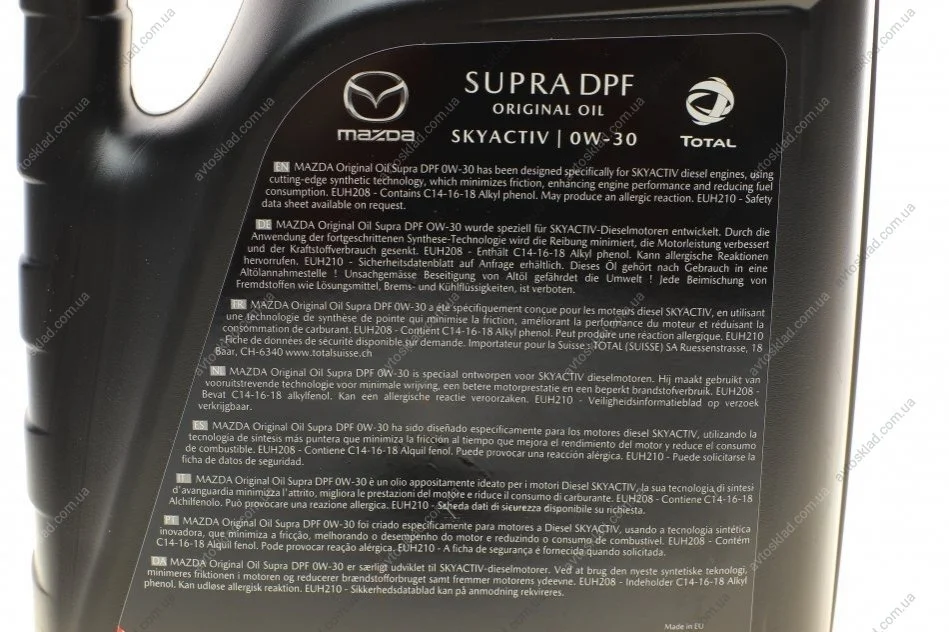 SUPRA DPF
ORIGINAL OIL
mazda
SKYACTIV | 0W-30
TOTAL
EN MAZDA Original Oil Supra DPF 0W-30 has been designed specifically for SKYACTIV diesel engines, using
cutting-edge synthetic technology, which minimizes friction, enhancing engine performance and reducing fuel
consumption. EUH208 - Contains C14-16-18 Alkyl phenol. May produce an allergic reaction. EUH210 - Safety
data sheet available on request.
DE MAZDA Original Oil Supra DPF OW-30 wurde speziell für SKYACTIV-Dieselmotoren entwickelt. Durch die
Anwendung der fortgeschrittenen Synthese-Technologie wird die Reibung minimiert, die Motorleistung verbessert
und der Kraftstoffverbrauch gesenkt. EUH208 - Enthält C14-16-18 Alkyl phenol. Kann allergische Reaktionen
hervorrufen. EUH210 - Sicherheitsdatenblatt auf Anfrage erhältlich. Dieses Öl gehört nach Gebrauch in eine
Altölannahmestelle ! Unsachgemässe Beseitigung von Altöl gefährdet die Umwelt ! Jede Beimischung von
Fremdstoffen wie Lösungsmittel, Brems- und Kühlflüssigkeiten, ist verboten.
FR MAZDA Original Oil Supra DPF 0W-30 a été spécifiquement conçue pour les moteurs diesel SKYACTIV, en utilisant
une technologie de synthèse de pointe qui minimise la friction, améliorant la performance du moteur et réduisant la
consommation de carburant. EUH208 - Contient C14-16-18 Alkyl phenol. Peut produire une réaction allergique. EUH210
- Fiche de données de sécurité disponible sur demande. Importateur pour la Suisse : TOTAL (SUISSE) SA Ruessenstrasse, 18
Baar, CH-6340 www.totalsuisse.ch
NL MAZDA Original Oil Supra DPF 0W-30 is speciaal ontworpen voor SKYACTIV dieselmotoren. Hij maakt gebruikt van
vooruitstrevende technologie voor minimale wrijving, een betere motorprestatie en een beperkt brandstofverbruik. EUH208 -
Bevat C14-16-18 alkylfenol. Kan een allergische reactie veroorzaken. EUH210 - Veiligheidsinformatieblad op verzoek
verkrijgbaar.
ES MAZDA Original Oil Supra DPF 0W-30 ha sido diseñado especificamente para los motores diesel SKYACTIV, utilizando la
tecnología de sintesis más puntera que minimiza la fricción al tiempo que mejora el rendimiento del motor y reduce el consumo
de combustible. EUH208 - Contiene C14-16-18 Alquil fenol. Puede provocar una reacción alérgica. EUH210 - Puede solicitarse la
ficha de datos de seguridad.
IT MAZDA Original Oil Supra DPF 0W-30 è un olio appositamente ideato per i motori Diesel SKYACTIV, la sua tecnologia di sintesi
d'avanguardia minimizza l'attrito, migliora le prestazioni del motore e riduce il consumo di carburante. EUH208 - Contiene C14-16-18
Alchilfenolo. Può provocare una reazione allergica. EUH210 - Scheda dati di sicurezza disponibile su richiesta.
PT MAZDA Original Oil Supra DPF 0W-30 foi criado especificamente para motores a Diesel SKYACTIV, usando a tecnologia sintética
inovadora, que minimiza a fricção, melhorando o desempenho do motor e reduzindo o consumo de combustível. EUH208 - Contém
C14-16-18 Alquil fenol. Pode provocar reação alérgica. EUH210 - A ficha de segurança é fornecida quando solicitada.
DA MAZDA Original Oil Supra DPF 0W-30 er særligt udviklet til SKYACTIV-dieselmotorer. Ved at brug den nyeste syntetiske teknologi,
minimeres friktionen i motoren og reducerer brændstofforbruget samt fremmer motorens ydeevne. EUH208 - Indeholder C14-16-18 Alkyl
phenol. Kan udløse allergisk reaktion. EUH210 - Sikkerhedsdatablad kan på anmodning rekvireres.
Made in EU
avtosklad.com.ua